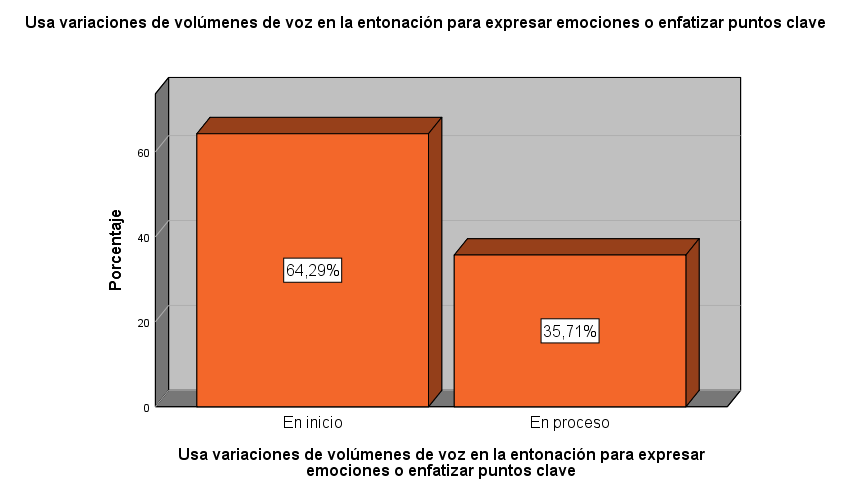 Usa variaciones de volúmenes de voz en la entonación para expresar emociones o enfatizar puntos clave
Porcentaje
60
40
20
0
64,29%
35,71%
En inicio
En proceso
Usa variaciones de volúmenes de voz en la entonación para expresar
emociones o enfatizar puntos clave